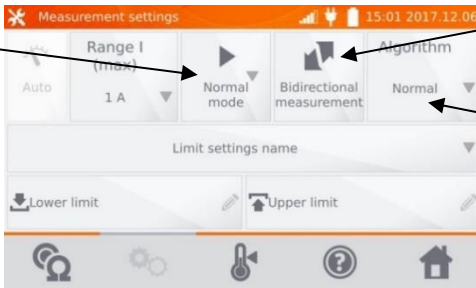 Measurement settings 15:01 2017.12.06
Auto
Range I
(max)
1 A
Normal
mode
Bidirectional
measurement
Algorithm
Normal
Limit settings name
Lower limit
Upper limit